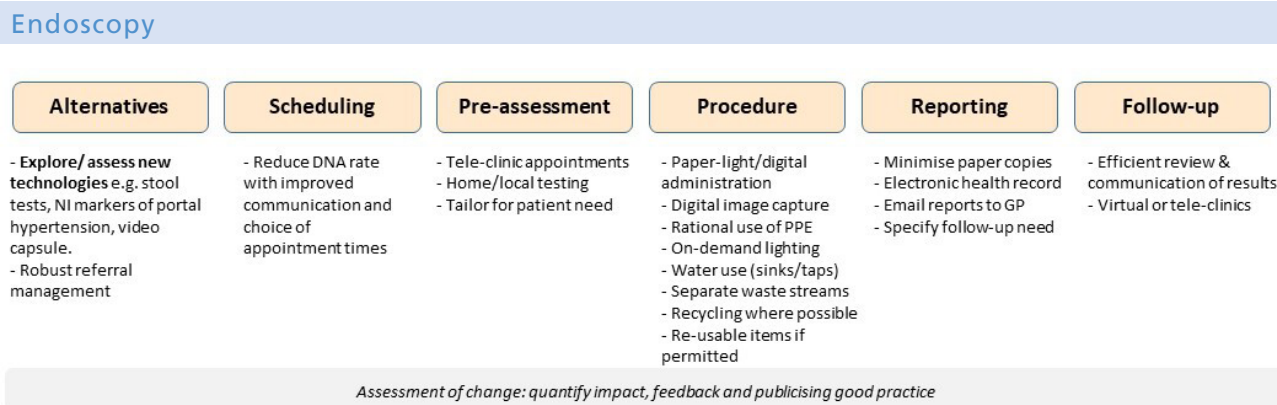 Endoscopy
Alternatives
- Explore/ assess new
technologies e.g. stool
tests, NI markers of portal
hypertension, video
capsule.
- Robust referral
management
Scheduling
- Reduce DNA rate
with improved
communication and
choice of
appointment times
Pre-assessment
- Tele-clinic appointments
- Home/local testing
- Tailor for patient need
Procedure
- Paper-light/digital
administration
- Digital image capture
- Rational use of PPE
- On-demand lighting
- Water use (sinks/taps)
- Separate waste streams
- Recycling where possible
- Re-usable items if
permitted
Reporting
- Minimise paper copies
- Electronic health record
- Email reports to GP
- Specify follow-up need
Follow-up
- Efficient review &
communication of results
- Virtual or tele-clinics
Assessment of change: quantify impact, feedback and publicising good practice